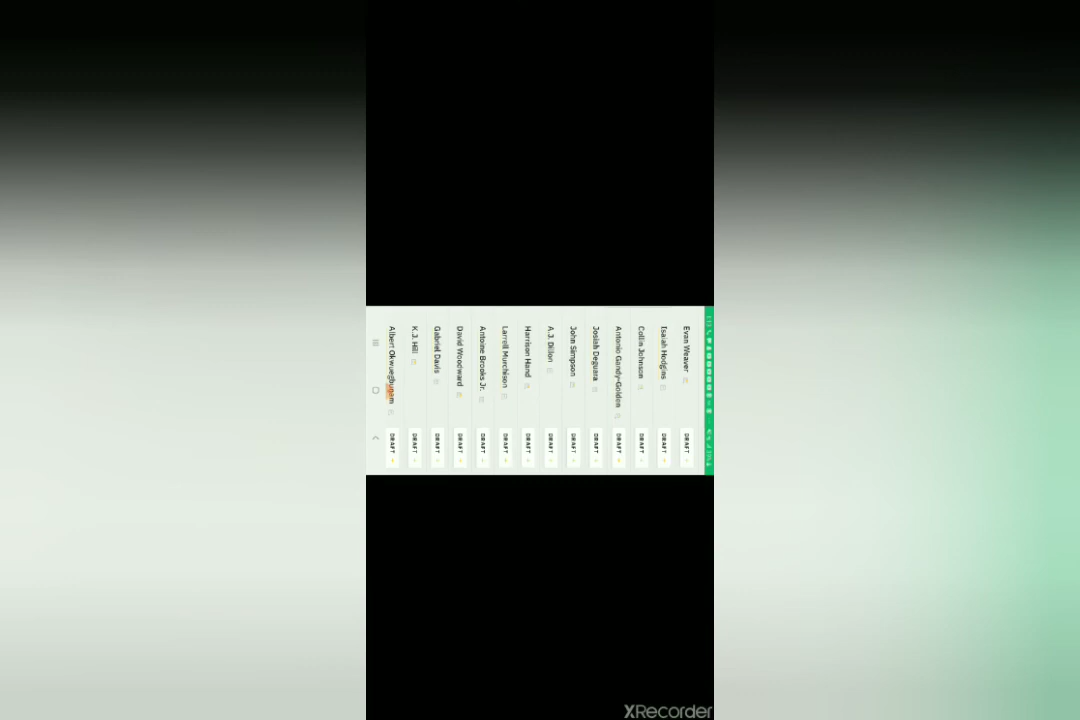 Evan Weaver DRAFT
Isaiah Hodgins DRAFT
Collin Johnson DRAFT
Antonio Gandy-Golden DRAFT
Josiah Deguara DRAFT
John Simpson DRAFT
A.J. Dillon DRAFT
Harrison Hand DRAFT
Larrell Murchison DRAFT
Antoine Brooks Jr. DRAFT
David Woodward DRAFT
Gabriel Davis DRAFT
K.J. Hill DRAFT
Albert Okwuegbunam DRAFT
XRecorder